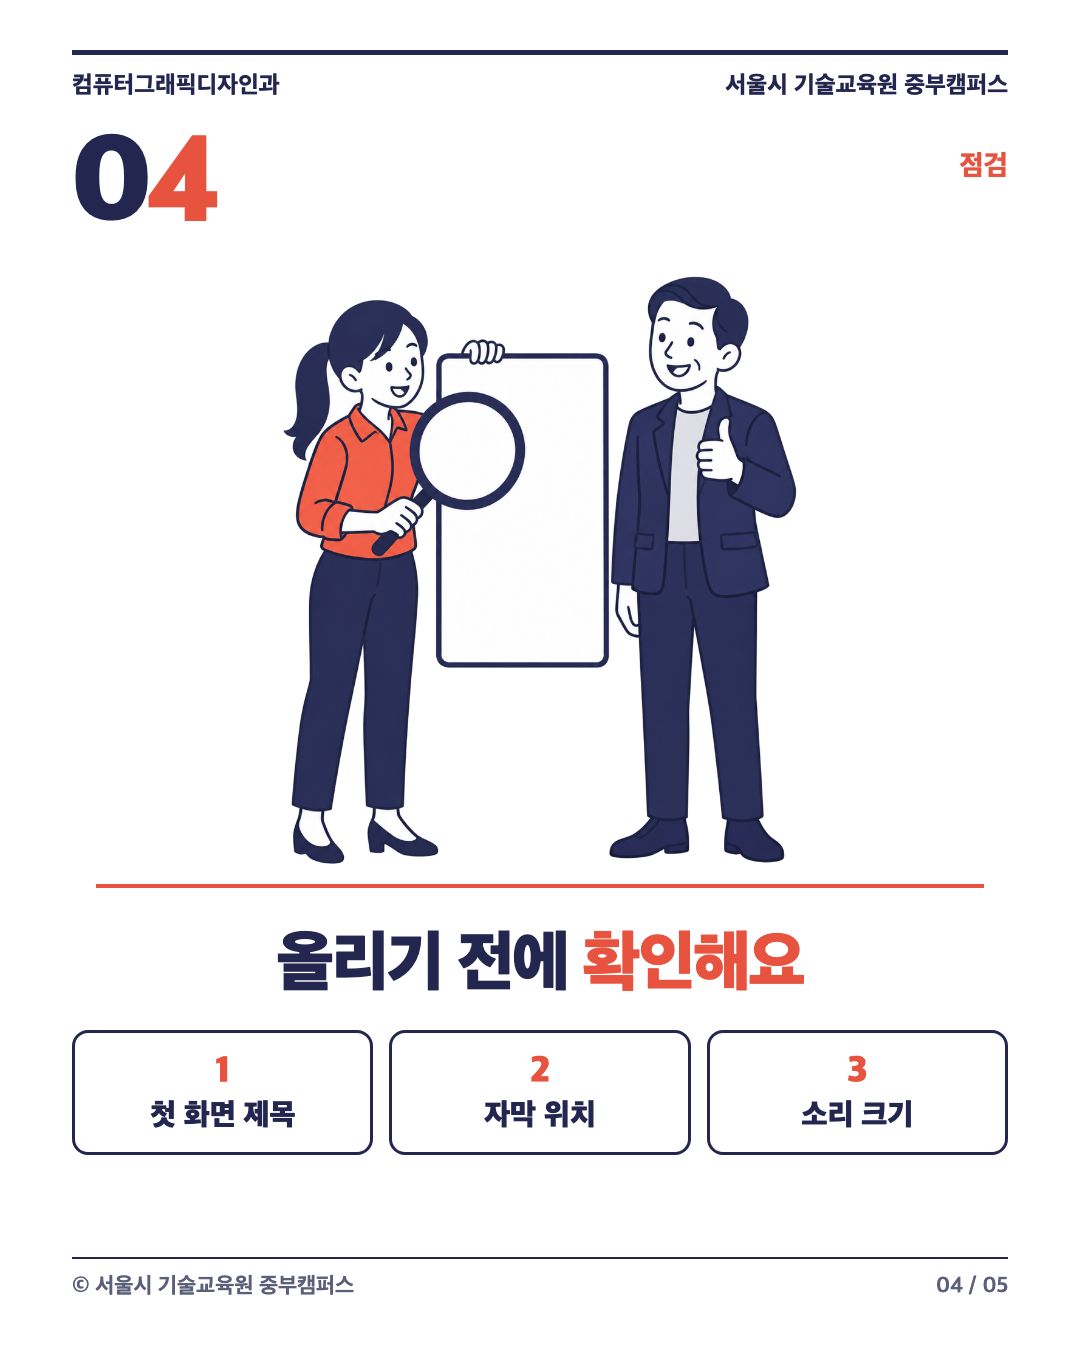 컴퓨터그래픽디자인과
서울시 기술교육원 중부캠퍼스
04
점검
올리기 전에 확인해요
1
첫 화면 제목
2
자막 위치
3
소리 크기
© 서울시 기술교육원 중부캠퍼스
04 / 05